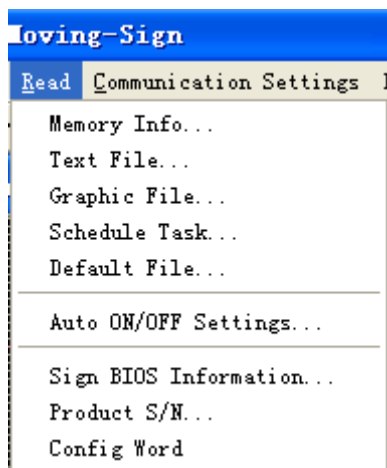 Moving-Sign
Read Communication Settings
Memory Info...
Text File...
Graphic File...
Schedule Task...
Default File...
Auto ON/OFF Settings...
Sign BIOS Information...
Product S/N...
Config Word